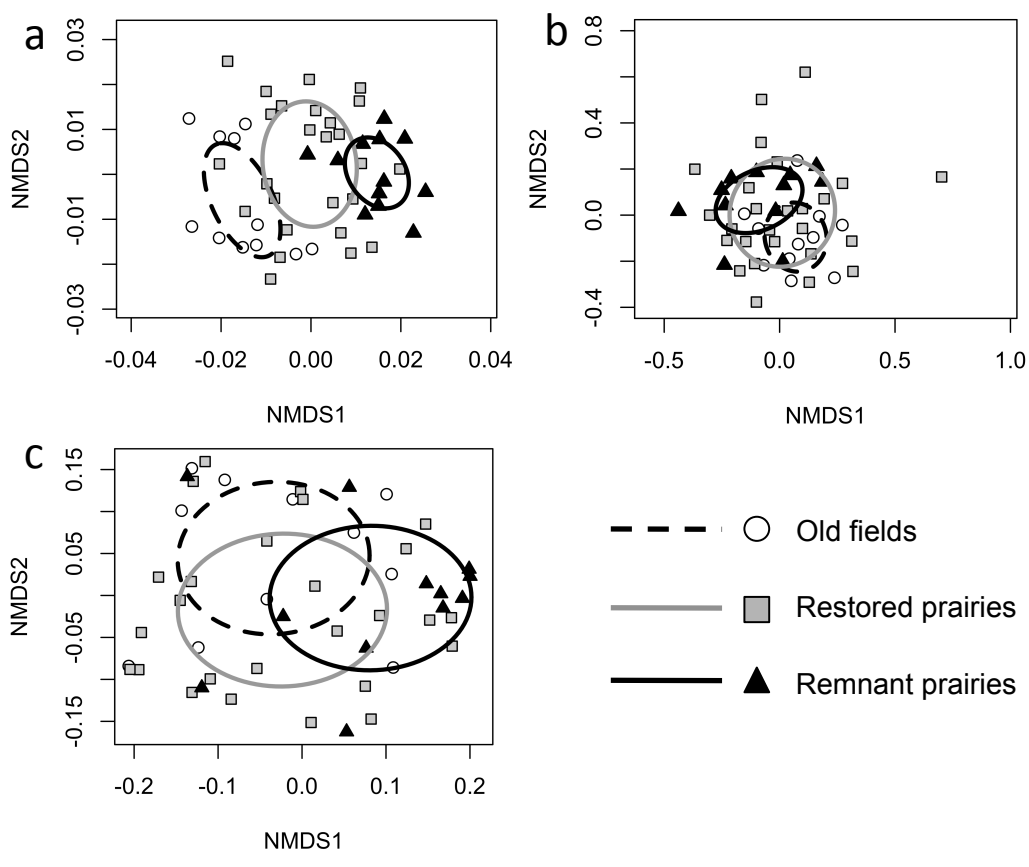 a
0.03
0.01
-0.01
-0.03
NMDS2
-0.04
-0.02
0.00
0.02
0.04
NMDS1
b
0.8
0.4
0.0
-0.4
NMDS2
-0.5
0.0
0.5
1.0
NMDS1
c
0.15
0.05
-0.05
-0.15
NMDS2
-0.2
-0.1
0.0
0.1
0.2
NMDS1
Old fields
Restored prairies
Remnant prairies